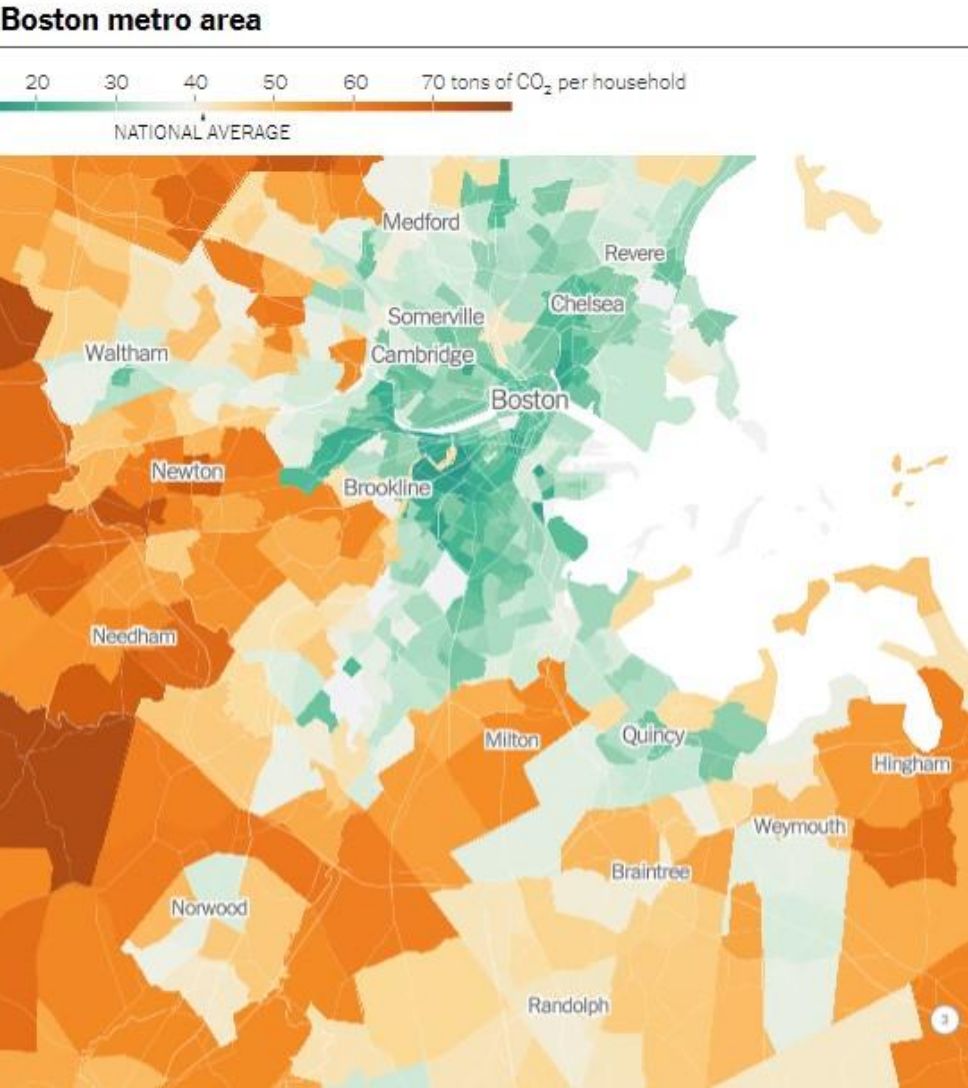 Boston metro area
20 30 40 50 60 70 tons of CO₂ per household
NATIONAL AVERAGE
Medford
Revere
Chelsea
Somerville
Waltham
Cambridge
Boston
Newton
Brookline
Needham
Milton
Quincy
Hingham
Weymouth
Braintree
Norwood
Randolph
3